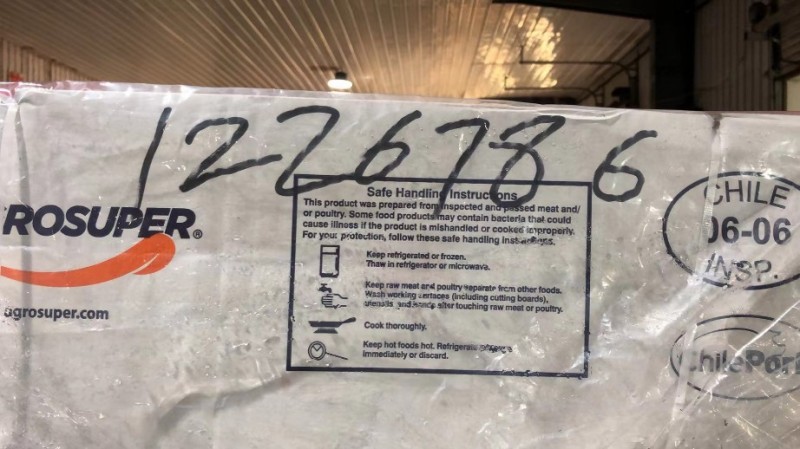 1226786
ROSUPER®
agrosuper.com
Safe Handling Instructions
This product was prepared from inspected and passed meat and/
or poultry. Some food products may contain bacteria that could
cause illness if the product is mishandled or cooked improperly.
For your protection, follow these safe handling instructions.
Keep refrigerated or frozen.
Thaw in refrigerator or microwave.
Keep raw meat and poultry separate from other foods.
Wash working surfaces (including cutting boards),
utensils and hands after touching raw meat or poultry.
Cook thoroughly.
Keep hot foods hot. Refrigerate
immediately or discard.
CHILE
06-06
INSP.
ChilePork